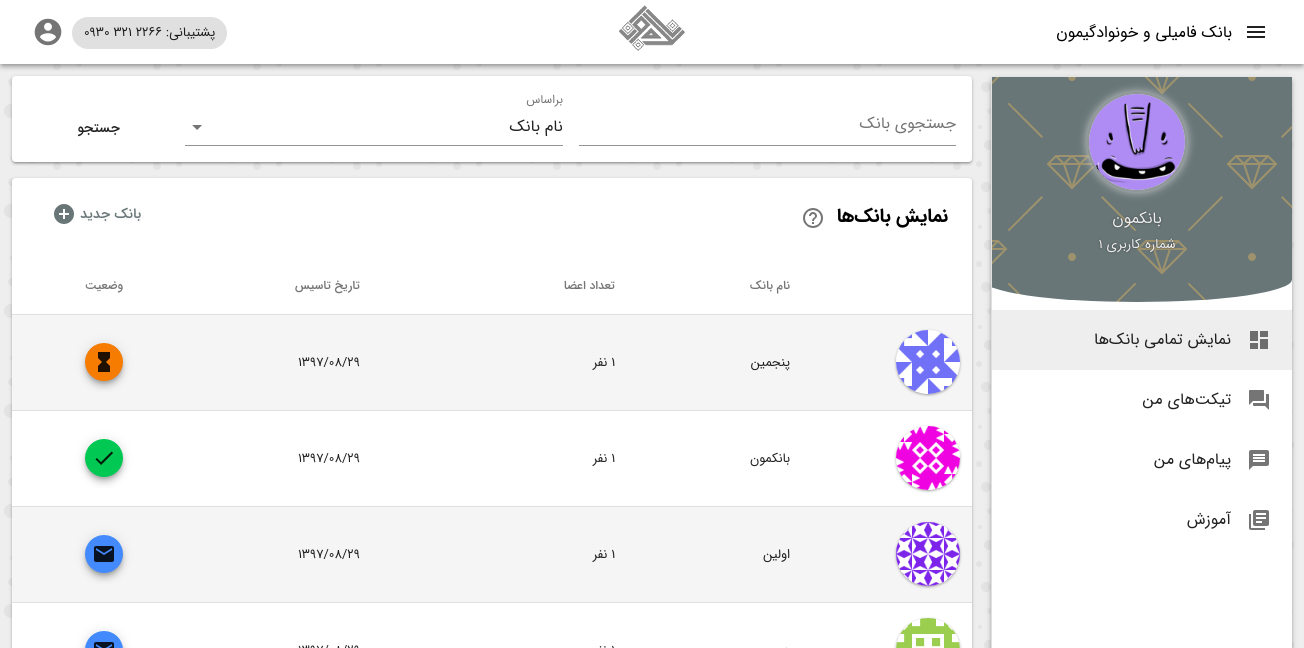 بانک فامیلی و خونوادگیمون
پشتیبانی: ۲۲۶۶ ۳۲۱ ۰۹۳۰
بانکمون
شماره کاربری ۱
نمایش تمامی بانک‌ها
تیکت‌های من
پیام‌های من
آموزش
جستجوی بانک
براساس
نام بانک
جستجو
نمایش بانک‌ها
بانک جدید
نام بانک تعداد اعضا تاریخ تاسیس وضعیت
پنجمین ۱ نفر ۱۳۹۷/۰۸/۲۹
بانکمون ۱ نفر ۱۳۹۷/۰۸/۲۹
اولین ۱ نفر ۱۳۹۷/۰۸/۲۹